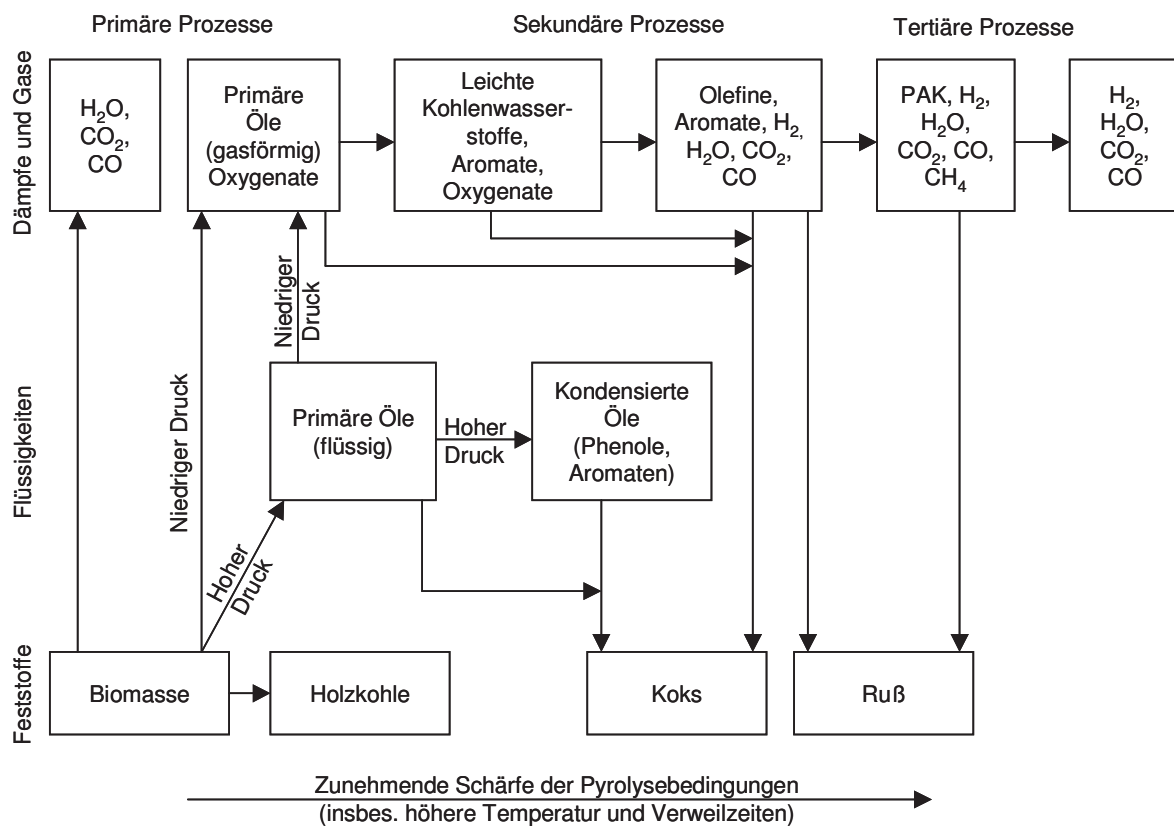 Primäre Prozesse
Sekundäre Prozesse
Tertiäre Prozesse
Dämpfe und Gase
H₂O,
CO₂,
CO
Primäre
Öle
(gasförmig)
Oxygenate
Leichte
Kohlenwasser-
stoffe,
Aromate,
Oxygenate
Olefine,
Aromate, H₂,
H₂O, CO₂,
CO
PAK, H₂,
H₂O,
CO₂, CO,
CH₄
H₂,
H₂O,
CO₂,
CO
Niedriger
Druck
Niedriger Druck
Flüssigkeiten
Primäre Öle
(flüssig)
Hoher
Druck
Kondensierte
Öle
(Phenole,
Aromaten)
Hoher
Druck
Feststoffe
Biomasse
Holzkohle
Koks
Ruß
Zunehmende Schärfe der Pyrolysebedingungen
(insbes. höhere Temperatur und Verweilzeiten)